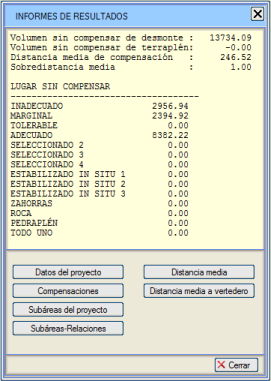 INFORMES DE RESULTADOS
Volumen sin compensar de desmonte : 13734.09
Volumen sin compensar de terraplén: -0.00
Distancia media de compensación : 246.52
Sobredistancia media : 1.00
LUGAR SIN COMPENSAR
--------------------------------------
INADECUADO 2956.94
MARGINAL 2394.92
TOLERABLE 0.00
ADECUADO 8382.22
SELECCIONADO 2 0.00
SELECCIONADO 3 0.00
SELECCIONADO 4 0.00
ESTABILIZADO IN SITU 1 0.00
ESTABILIZADO IN SITU 2 0.00
ESTABILIZADO IN SITU 3 0.00
ZAHORRAS 0.00
ROCA 0.00
PEDRAPLÉN 0.00
TODO UNO 0.00
Datos del proyecto Distancia media
Compensaciones Distancia media a vertedero
Subáreas del proyecto
Subáreas-Relaciones
Cerrar